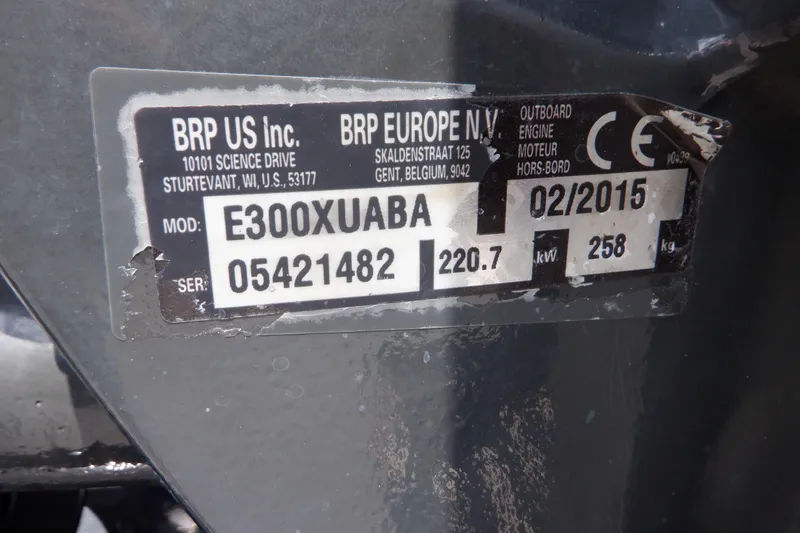 BRP US Inc.
10101 SCIENCE DRIVE
STURTEVANT, WI, U.S., 53177
BRP EUROPE N.V.
SKALDENSTRAAT 125
GENT, BELGIUM, 9042
OUTBOARD
ENGINE
MOTEUR
HORS-BORD
CE
MOD: E300XUABA
02/2015
SER: 05421482
220.7 kW
258 kg